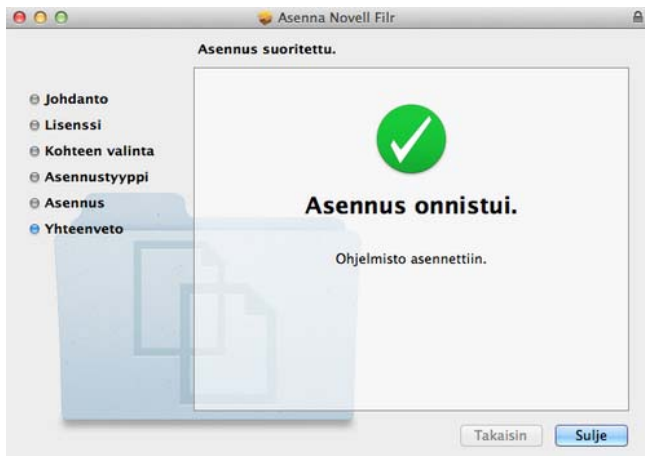 Asenna Novell Filr
Asennus suoritettu.
Johdanto
Lisenssi
Kohteen valinta
Asennustyyppi
Asennus
Yhteenveto
Asennus onnistui.
Ohjelmisto asennettiin.
Takaisin
Sulje